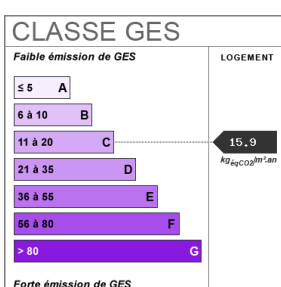 CLASSE GES
Faible émission de GES
LOGEMENT
≤ 5 A
6 à 10 B
11 à 20 C
15,9
kgéqCO2/m².an
21 à 35 D
36 à 55 E
56 à 80 F
> 80 G
Forte émission de GES